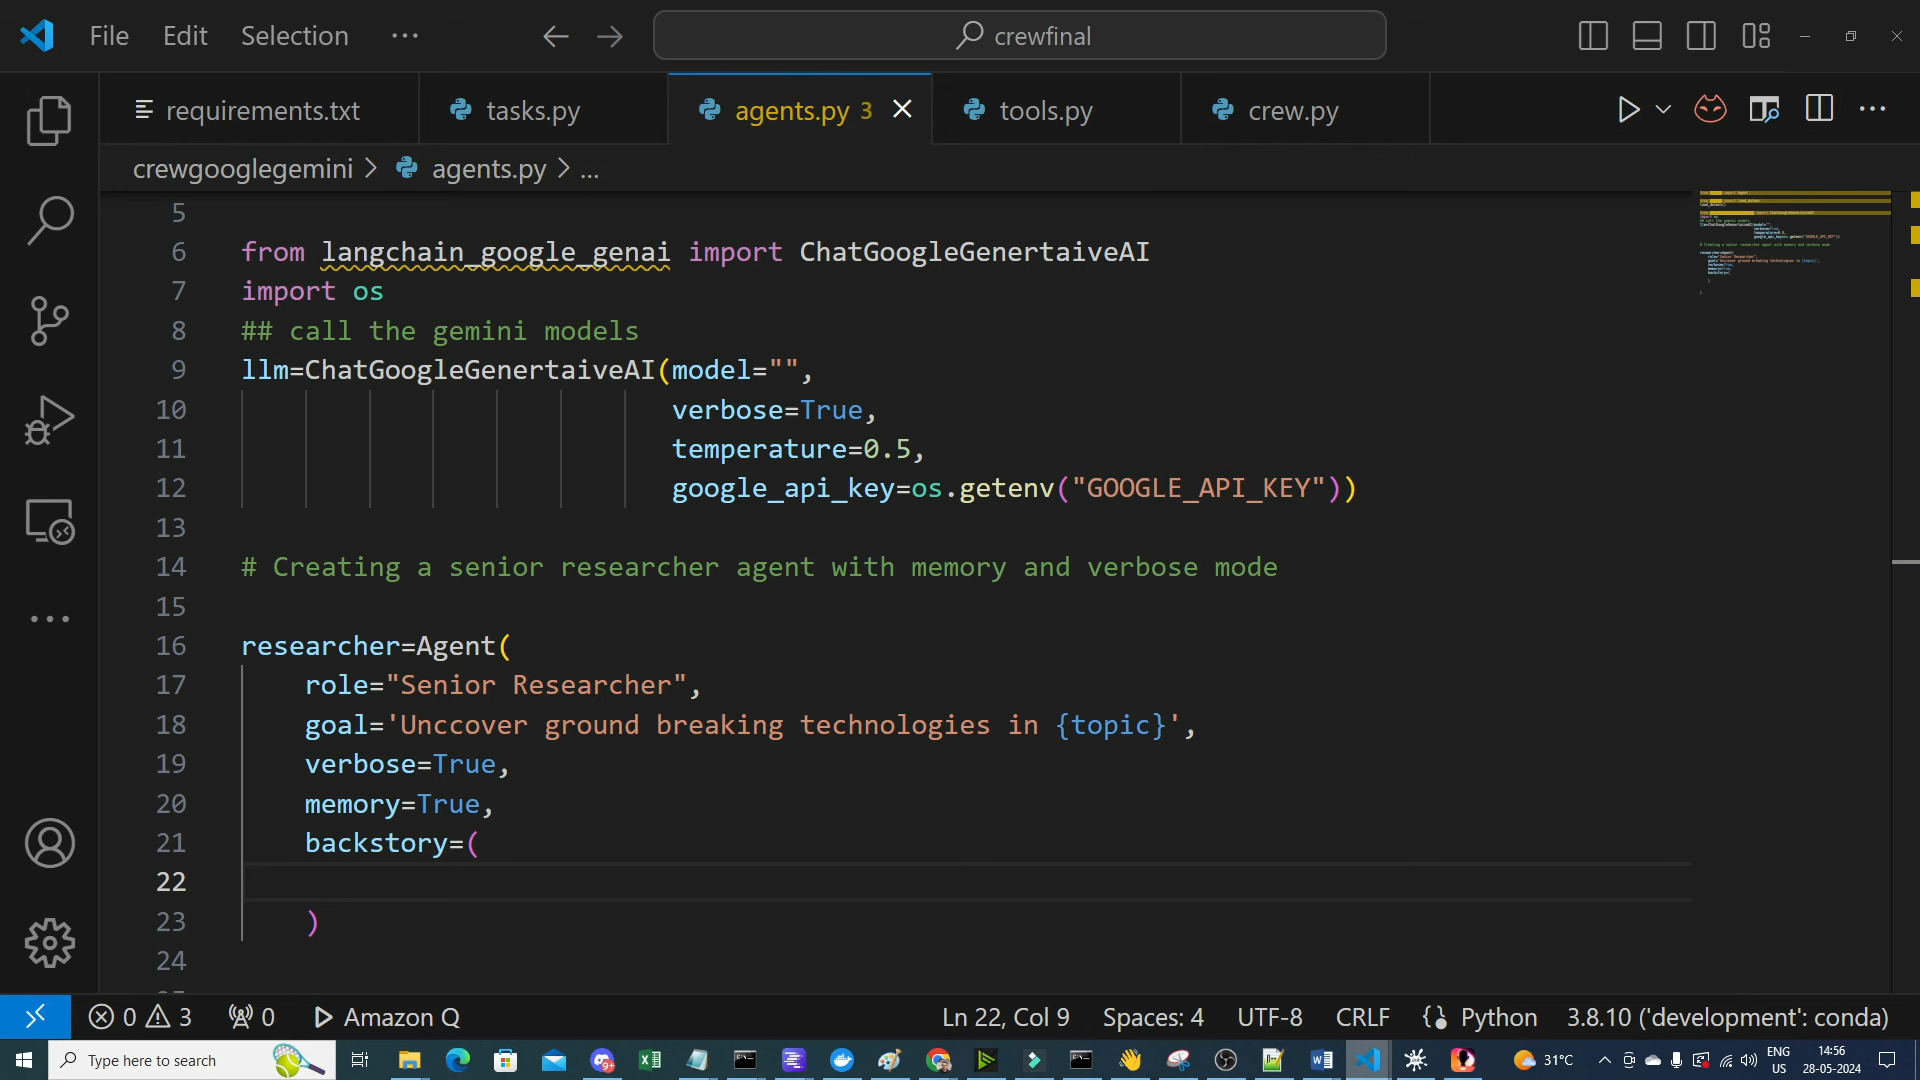 File Edit Selection ···
crewfinal
requirements.txt tasks.py agents.py 3 tools.py crew.py
crewgooglegemini > agents.py > ...
5
6 from langchain_google_genai import ChatGoogleGenertaiveAI
7 import os
8 ## call the gemini models
9 llm=ChatGoogleGenertaiveAI(model="",
10 verbose=True,
11 temperature=0.5,
12 google_api_key=os.getenv("GOOGLE_API_KEY"))
13
14 # Creating a senior researcher agent with memory and verbose mode
15
16 researcher=Agent(
17 role="Senior Researcher",
18 goal='Unccover ground breaking technologies in {topic}',
19 verbose=True,
20 memory=True,
21 backstory=(
22
23 )
24
0 3 0 Amazon Q Ln 22, Col 9 Spaces: 4 UTF-8 CRLF Python 3.8.10 ('development': conda)
Type here to search 31°C ENG US 14:56 28-05-2024